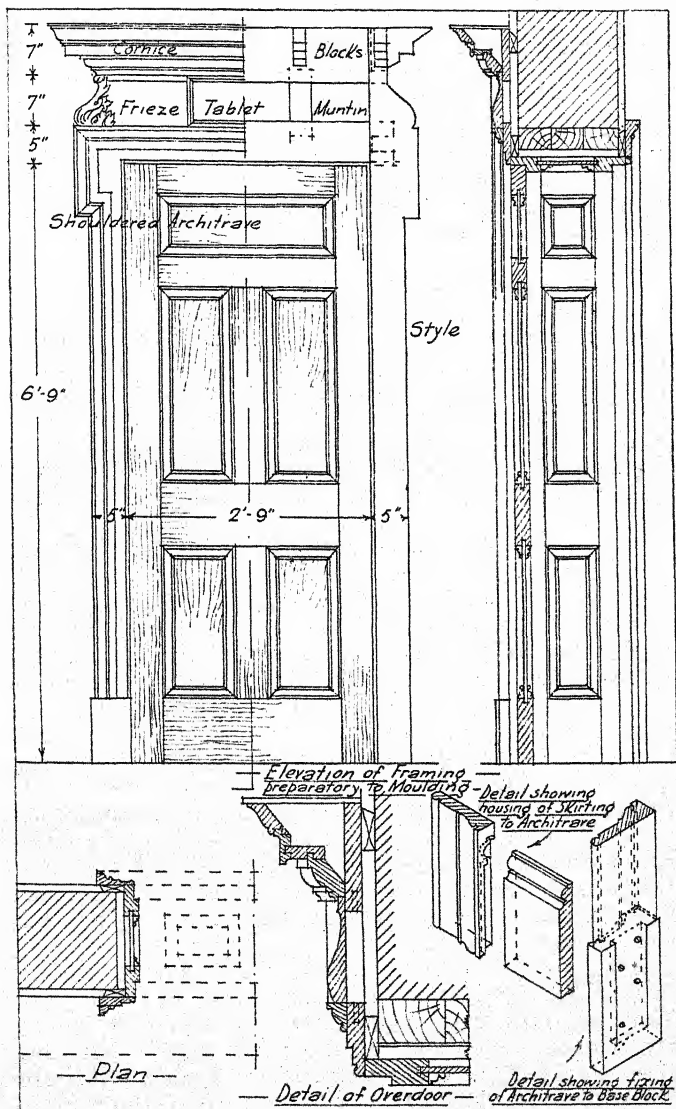 7"
Cornice
Blocks
7"
Frieze
Tablet
Muntin
5"
Shouldered Architrave
Style
6'-9"
5"
2'-9"
5"
Elevation of Framing
preparatory to Moulding
Detail showing
housing of Skirting
to Architrave
Plan
Detail of Overdoor
Detail showing fixing
of Architrave to Base Block